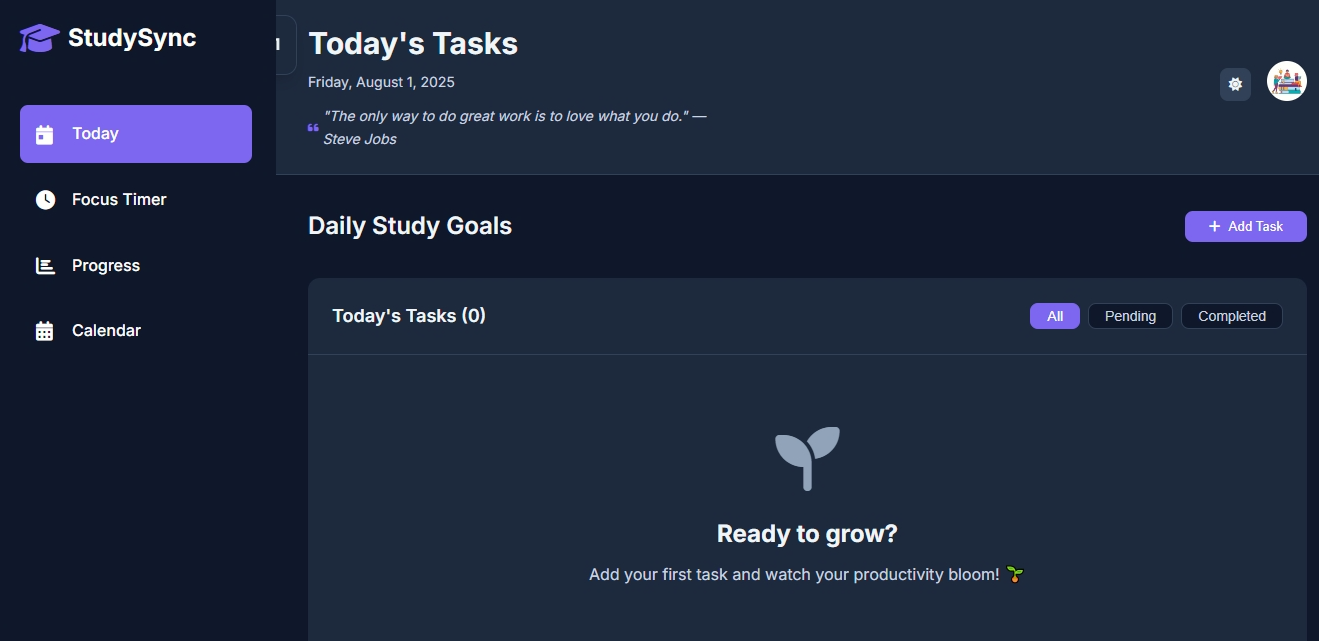 StudySync
Today
Focus Timer
Progress
Calendar
Today's Tasks
Friday, August 1, 2025
"The only way to do great work is to love what you do." —
Steve Jobs
Daily Study Goals
+ Add Task
Today's Tasks (0)
All
Pending
Completed
Ready to grow?
Add your first task and watch your productivity bloom! 🌱